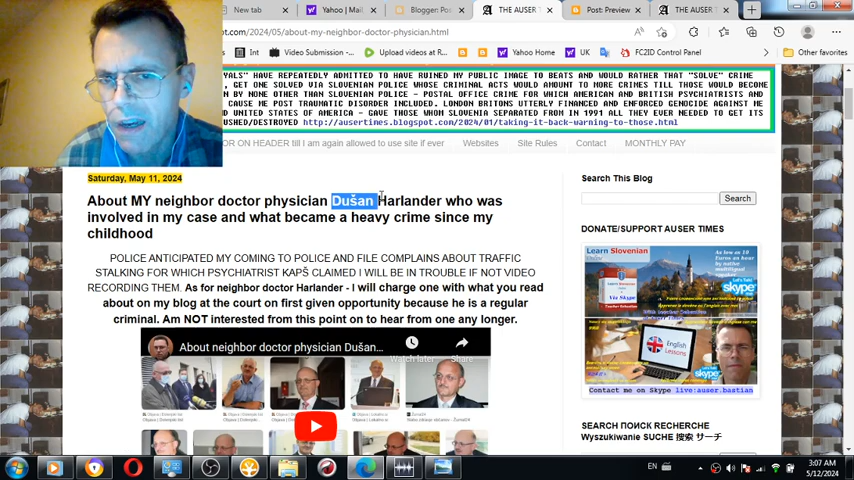 New tab
Yahoo | Mail
Blogger: Pos
THE AUSER T
Post: Preview
THE AUSER T
pot.com/2024/05/about-my-neighbor-doctor-physician.html
Int
Video Submission -...
Upload videos at R...
Yahoo Home
UK
FC2ID Control Panel
Other favorites
YALS" HAVE REPEATEDLY ADMITTED TO HAVE RUINED MY PUBLIC IMAGE TO BEATS AND WOULD RATHER THAT "SOLVE" CRIME
, GET ONE SOLVED VIA SLOVENIAN POLICE WHOSE CRIMINAL ACTS WOULD AMOUNT TO MORE CRIMES TILL THOSE WOULD BECOME
N BY NONE OTHER THAN SLOVENIAN POLICE - POSTAL OFFICE CRIME FOR WHICH AMERICAN AND BRITISH PSYCHIATRISTS AND
CAUSE ME POST TRAUMATIC DISORDER INCLUDED. LONDON BRITONS UTTERLY FINANCED AND ENFORCED GENOCIDE AGAINST ME
D UNITED STATES OF AMERICA - GAVE THOSE WHOM SLOVENIA SEPARATED FROM IN 1991 ALL THEY EVER NEEDED TO GET ITS
USHED/DESTROYED http://ausertimes.blogspot.com/2024/01/taking-it-back-warning-to-those.html
OR ON HEADER till I am again allowed to use site if ever
Websites
Site Rules
Contact
MONTHLY PAY
Saturday, May 11, 2024
About MY neighbor doctor physician Dušan Harlander who was
involved in my case and what became a heavy crime since my
childhood
POLICE ANTICIPATED MY COMING TO POLICE AND FILE COMPLAINS ABOUT TRAFFIC
STALKING FOR WHICH PSYCHIATRIST KAPŠ CLAIMED I WILL BE IN TROUBLE IF NOT VIDEO
RECORDING THEM. As for neighbor doctor Harlander - I will charge one with what you read
about on my blog at the court on first given opportunity because he is a regular
criminal. Am NOT interested from this point on to hear from one any longer.
About neighbor doctor physician Dušan...
Watch later
Share
Search This Blog
Search
DONATE/SUPPORT AUSER TIMES
Learn Slovenian
Via Skype
English
Lessons
Contact me on Skype live:auser.bastian
SEARCH ПОИСК RECHERCHE
Wyszukiwanie SUCHE 搜索 サーチ
EN
3:07 AM
5/12/2024